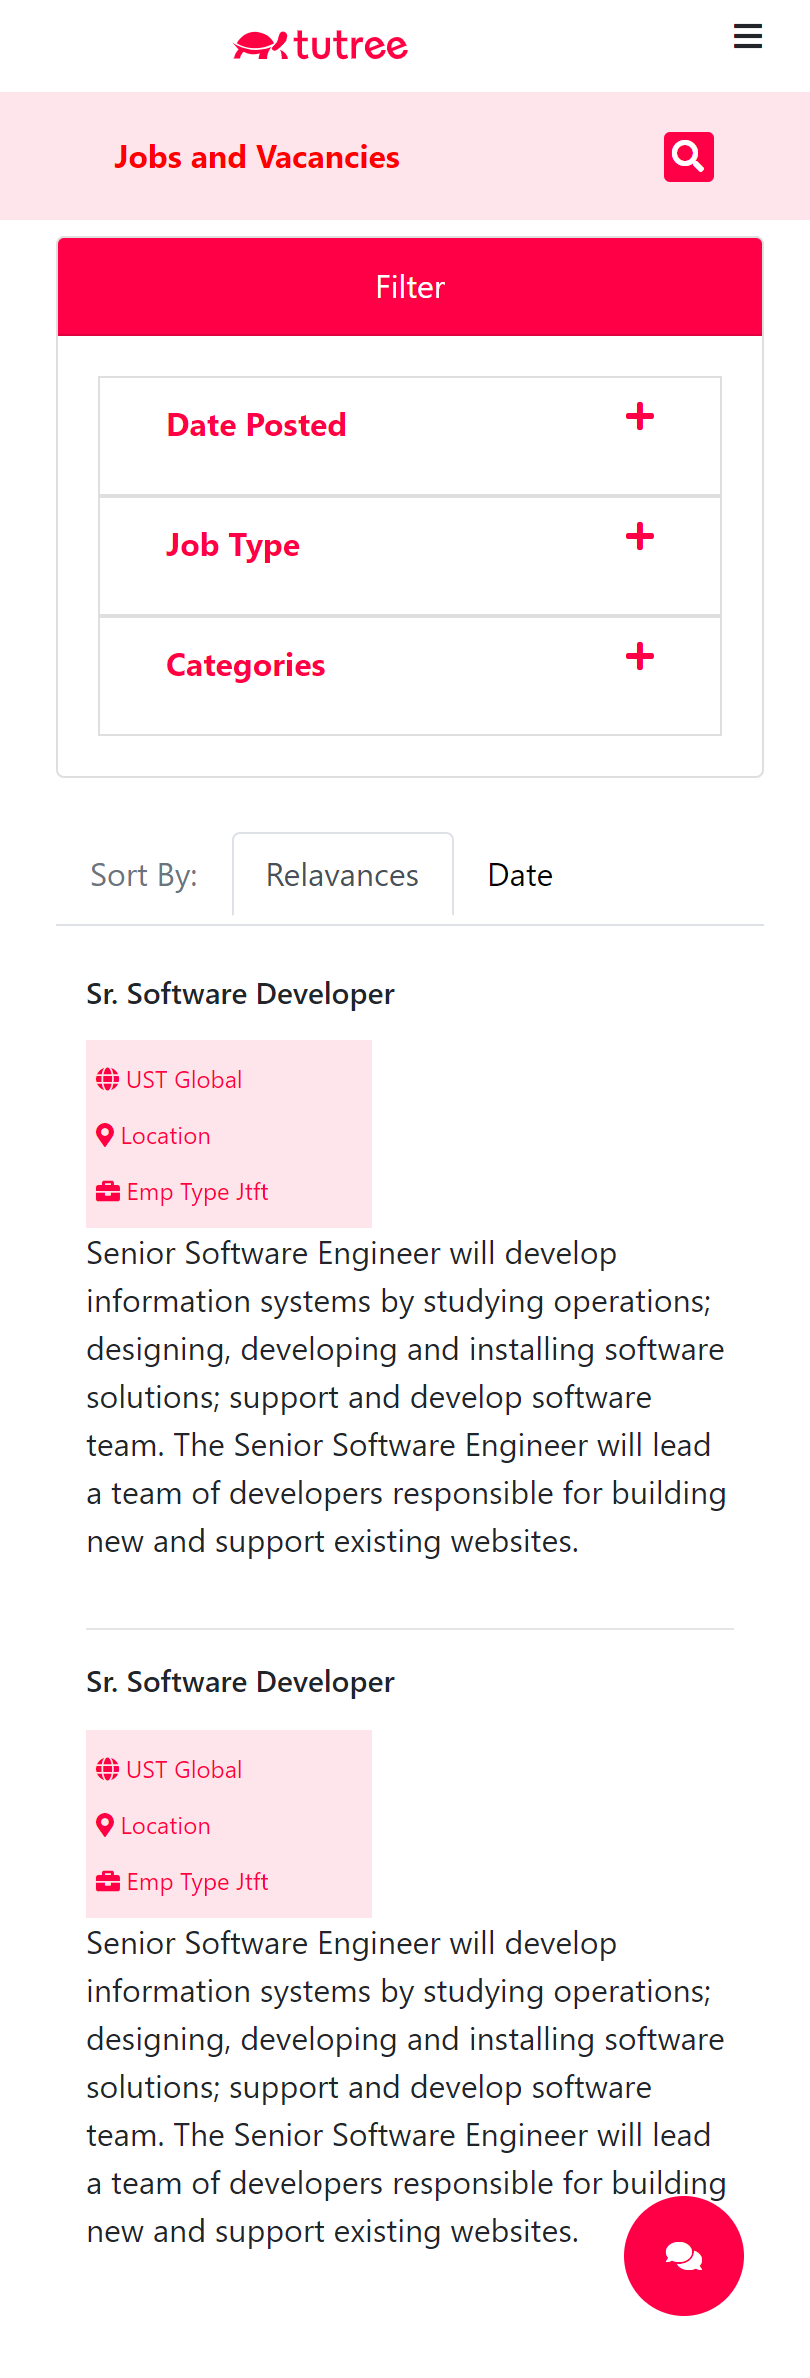 tutree
Jobs and Vacancies
Filter
Date Posted
Job Type
Categories
Sort By: Relavances Date
Sr. Software Developer
UST Global
Location
Emp Type Jtft
Senior Software Engineer will develop
information systems by studying operations;
designing, developing and installing software
solutions; support and develop software
team. The Senior Software Engineer will lead
a team of developers responsible for building
new and support existing websites.
Sr. Software Developer
UST Global
Location
Emp Type Jtft
Senior Software Engineer will develop
information systems by studying operations;
designing, developing and installing software
solutions; support and develop software
team. The Senior Software Engineer will lead
a team of developers responsible for building
new and support existing websites.